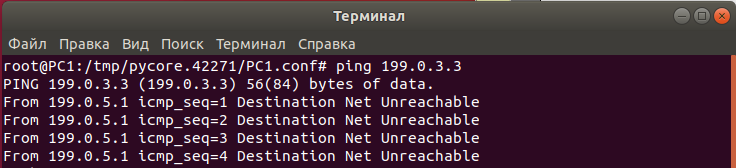 Терминал
Файл Правка Вид Поиск Терминал Справка
root@PC1:/tmp/pycore.42271/PC1.conf# ping 199.0.3.3
PING 199.0.3.3 (199.0.3.3) 56(84) bytes of data.
From 199.0.5.1 icmp_seq=1 Destination Net Unreachable
From 199.0.5.1 icmp_seq=2 Destination Net Unreachable
From 199.0.5.1 icmp_seq=3 Destination Net Unreachable
From 199.0.5.1 icmp_seq=4 Destination Net Unreachable